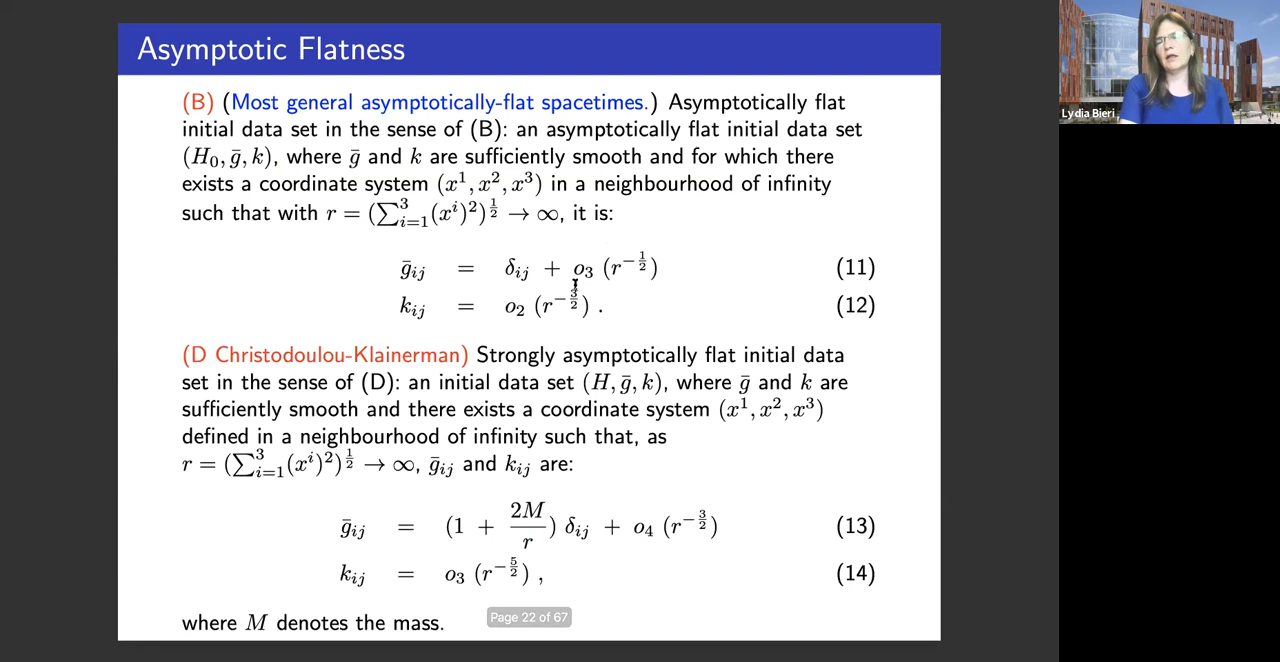 Asymptotic Flatness
(B) (Most general asymptotically-flat spacetimes.) Asymptotically flat
initial data set in the sense of (B): an asymptotically flat initial data set
(H₀, ḡ, k), where ḡ and k are sufficiently smooth and for which there
exists a coordinate system (x¹, x², x³) in a neighbourhood of infinity
such that with r = (∑³ᵢ₌₁(xⁱ)²)^{1/2} → ∞, it is:
ḡᵢⱼ = δᵢⱼ + o₃ (r^{-1/2}) (11)
kᵢⱼ = o₂ (r^{-3/2}) . (12)
(D Christodoulou-Klainerman) Strongly asymptotically flat initial data
set in the sense of (D): an initial data set (H, ḡ, k), where ḡ and k are
sufficiently smooth and there exists a coordinate system (x¹, x², x³)
defined in a neighbourhood of infinity such that, as
r = (∑³ᵢ₌₁(xⁱ)²)^{1/2} → ∞, ḡᵢⱼ and kᵢⱼ are:
ḡᵢⱼ = (1 + 2M/r) δᵢⱼ + o₄ (r^{-3/2}) (13)
kᵢⱼ = o₃ (r^{-5/2}) , (14)
where M denotes the mass.
Page 22 of 67
Lydia Bieri